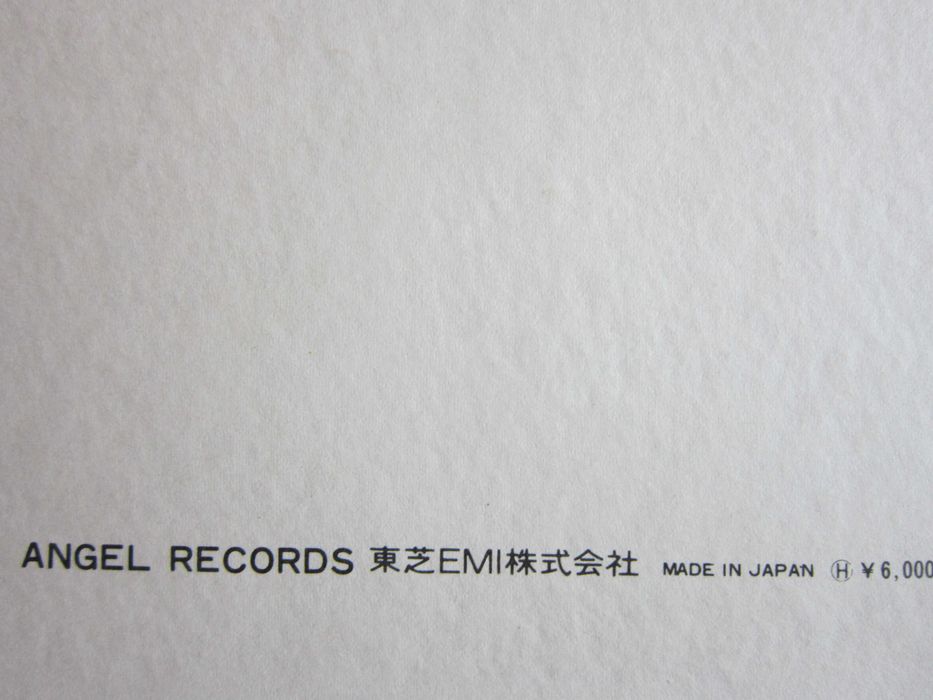 ANGEL RECORDS 東芝EMI株式会社 MADE IN JAPAN Ⓗ ¥6,000